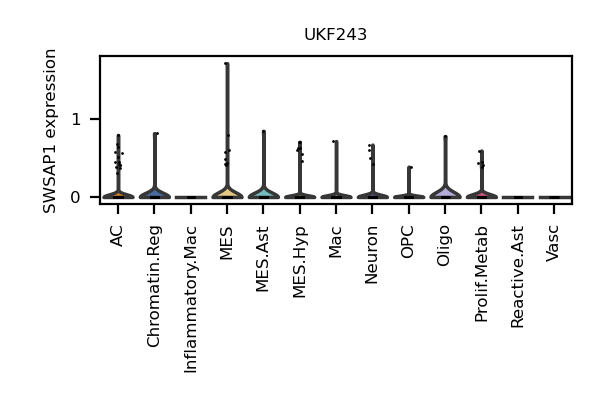 UKF243
SWSAP1 expression
1
0
AC
Chromatin.Reg
Inflammatory.Mac
MES
MES.Ast
MES.Hyp
Mac
Neuron
OPC
Oligo
Prolif.Metab
Reactive.Ast
Vasc